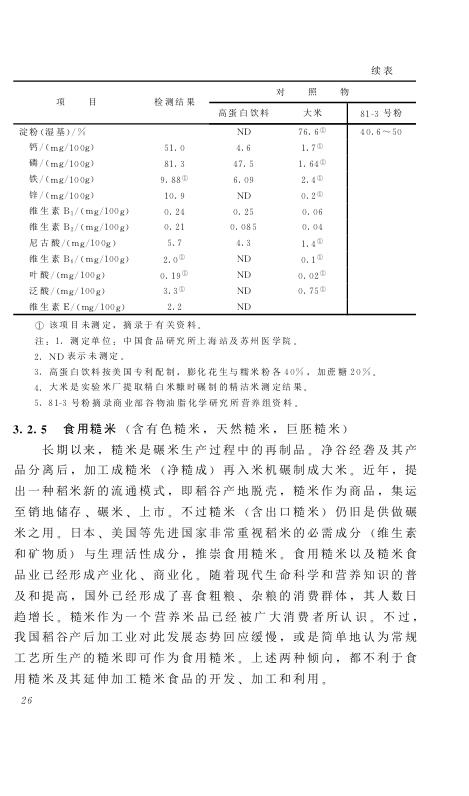 续表
项 目 检测结果 对 照 物
高蛋白饮料 大米 81-3 号粉
淀粉(湿基)/% ND 76.6① 40.6～50
钙/(mg/100g) 51.0 4.6 1.7①
磷/(mg/100g) 81.3 47.5 1.64①
铁/(mg/100g) 9.88① 6.09 2.4①
锌/(mg/100g) 10.9 ND 0.2①
维生素 B₁/(mg/100g) 0.24 0.25 0.06
维生素 B₂/(mg/100g) 0.21 0.085 0.04
尼古酸/(mg/100g) 5.7 4.3 1.4①
维生素 B₆/(mg/100g) 2.0① ND 0.1①
叶酸/(mg/100g) 0.19① ND 0.02①
泛酸/(mg/100g) 3.3① ND 0.75①
维生素 E/(mg/100g) 2.2 ND
① 该项目未测定，摘录于有关资料。
注：1. 测定单位：中国食品研究所上海站及苏州医学院。
2. ND 表示未测定。
3. 高蛋白饮料按美国专利配制，膨化花生与糯米粉各 40%，加蔗糖 20%。
4. 大米是实验米厂提取精白米糠时碾制的精洁米测定结果。
5. 81-3 号粉摘录商业部谷物油脂化学研究所营养组资料。
3.2.5 食用糙米（含有色糙米，天然糙米，巨胚糙米）
长期以来，糙米是碾米生产过程中的再制品。净谷经砻及其产
品分离后，加工成糙米（净糙成）再入米机碾制成大米。近年，提
出一种稻米新的流通模式，即稻谷产地脱壳，糙米作为商品，集运
至销地储存、碾米、上市。不过糙米（含出口糙米）仍旧是供做碾
米之用。日本、美国等先进国家非常重视稻米的必需成分（维生素
和矿物质）与生理活性成分，推崇食用糙米。食用糙米以及糙米食
品业已经形成产业化、商业化。随着现代生命科学和营养知识的普
及和提高，国外已经形成了喜食粗粮、杂粮的消费群体，其人数日
趋增长。糙米作为一个营养米品已经被广大消费者所认识。不过，
我国稻谷产后加工业对此发展态势回应缓慢，或是简单地认为常规
工艺所生产的糙米即可作为食用糙米。上述两种倾向，都不利于食
用糙米及其延伸加工糙米食品的开发、加工和利用。
26